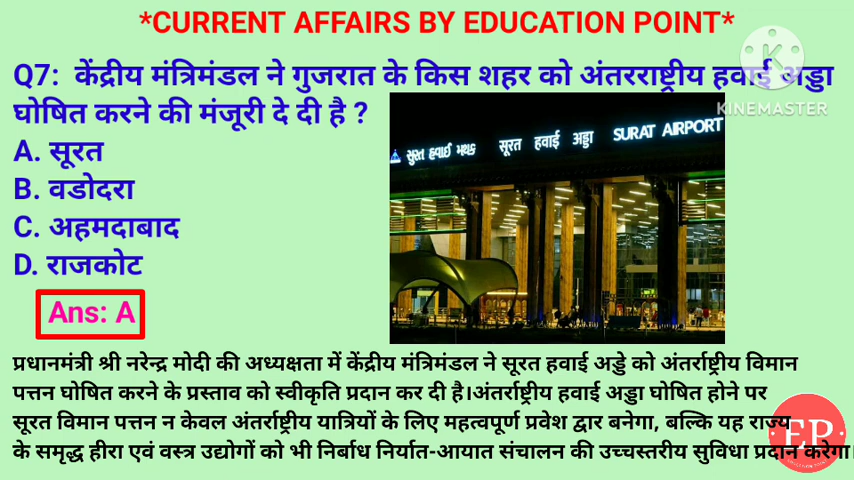 *CURRENT AFFAIRS BY EDUCATION POINT*
Q7: केंद्रीय मंत्रिमंडल ने गुजरात के किस शहर को अंतरराष्ट्रीय हवाई अड्डा
घोषित करने की मंजूरी दे दी है ?
KINEMASTER
A. सूरत
B. वडोदरा
C. अहमदाबाद
D. राजकोट
સુરત હવાઈ મથક सूरत हवाई अड्डा SURAT AIRPORT
Ans: A
प्रधानमंत्री श्री नरेन्द्र मोदी की अध्यक्षता में केंद्रीय मंत्रिमंडल ने सूरत हवाई अड्डे को अंतर्राष्ट्रीय विमान
पत्तन घोषित करने के प्रस्ताव को स्वीकृति प्रदान कर दी है।अंतर्राष्ट्रीय हवाई अड्डा घोषित होने पर
सूरत विमान पत्तन न केवल अंतर्राष्ट्रीय यात्रियों के लिए महत्वपूर्ण प्रवेश द्वार बनेगा, बल्कि यह राज्य
के समृद्ध हीरा एवं वस्त्र उद्योगों को भी निर्बाध निर्यात-आयात संचालन की उच्चस्तरीय सुविधा प्रदान करेगा।
EP